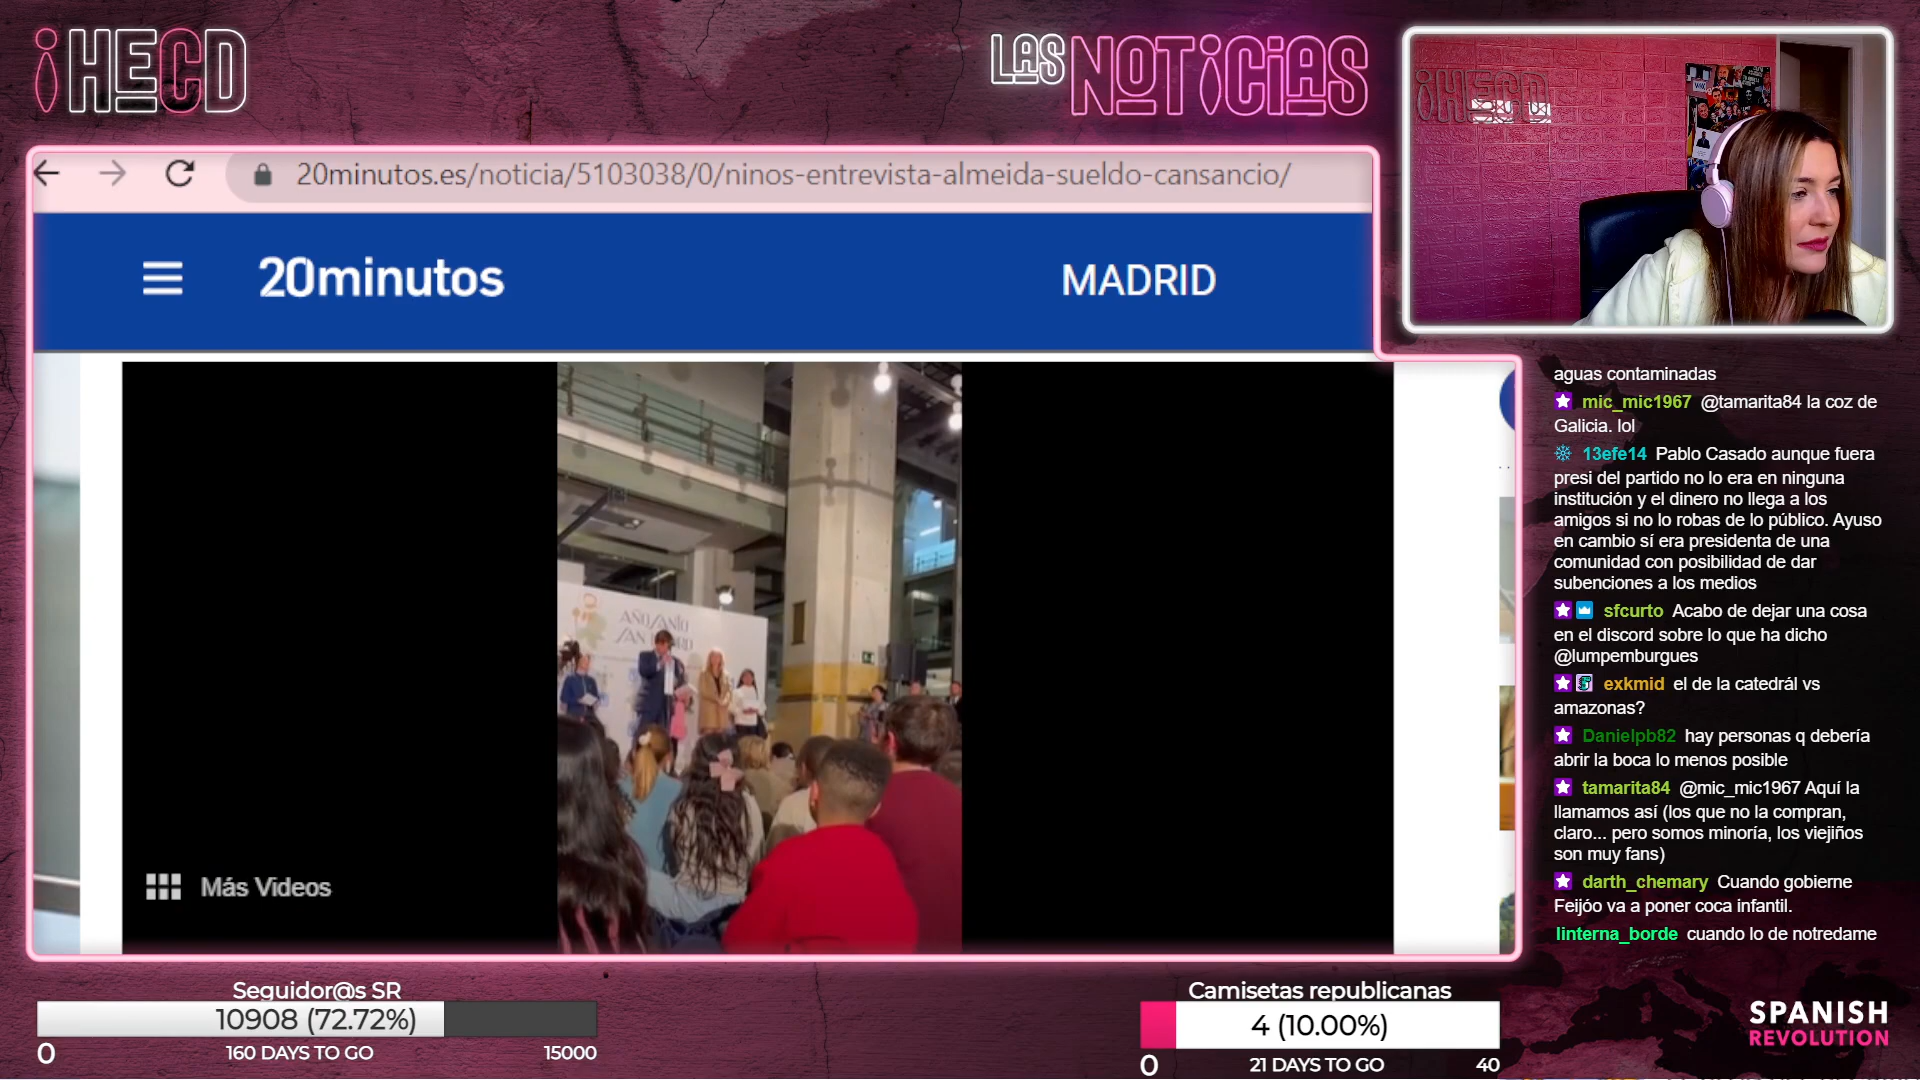 ¡HECD
LAS NOTICIAS
¡HECD
20minutos.es/noticia/5103038/0/ninos-entrevista-almeida-sueldo-cansancio/
20minutos
MADRID
AÑO SANTO
Más Videos
aguas contaminadas
mic_mic1967 @tamarita84 la coz de
Galicia. lol
13efe14 Pablo Casado aunque fuera
presi del partido no lo era en ninguna
institución y el dinero no llega a los
amigos si no lo robas de lo público. Ayuso
en cambio sí era presidenta de una
comunidad con posibilidad de dar
subenciones a los medios
sfcurto Acabo de dejar una cosa
en el discord sobre lo que ha dicho
@lumpemburgues
exkmid el de la catedrál vs
amazonas?
Danielpb82 hay personas q debería
abrir la boca lo menos posible
tamarita84 @mic_mic1967 Aquí la
llamamos así (los que no la compran,
claro... pero somos minoría, los viejiños
son muy fans)
darth_chemary Cuando gobierne
Feijóo va a poner coca infantil.
linterna_borde cuando lo de notredame
Seguidor@s SR
10908 (72.72%)
0 160 DAYS TO GO 15000
Camisetas republicanas
4 (10.00%)
0 21 DAYS TO GO 40
SPANISH
REVOLUTION